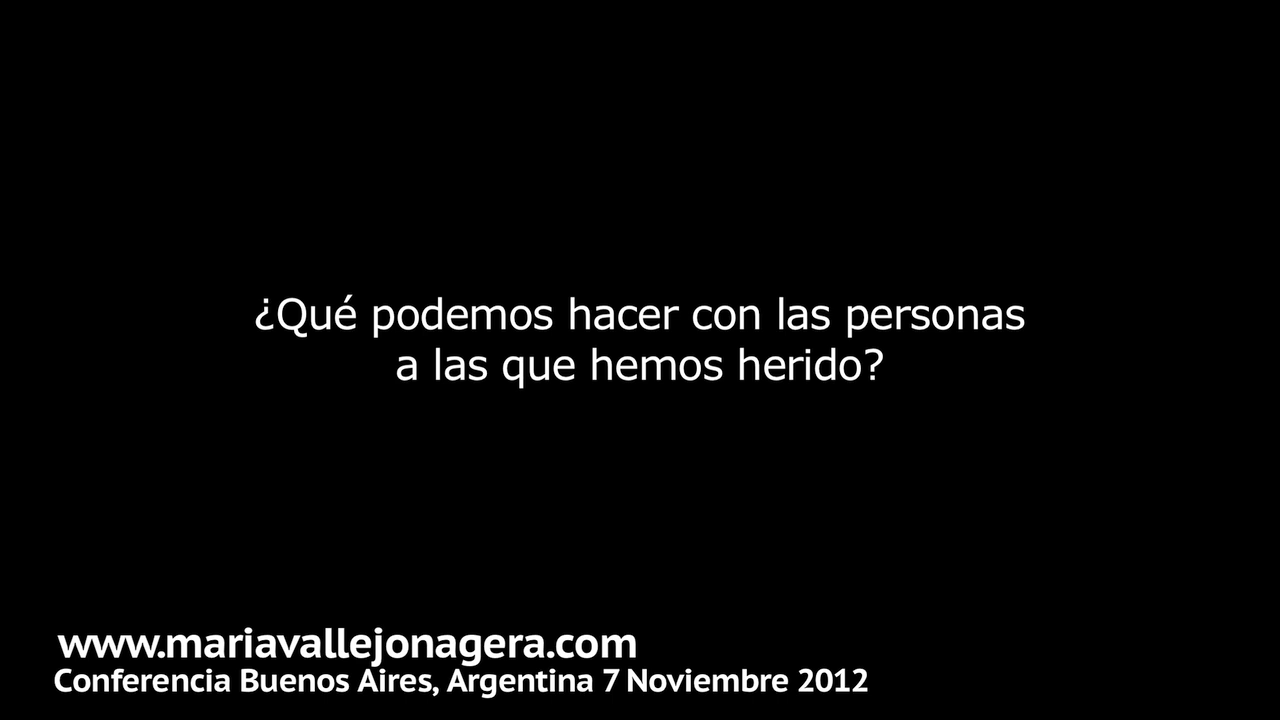 ¿Qué podemos hacer con las personas
a las que hemos herido?
www.mariavallejonagera.com
Conferencia Buenos Aires, Argentina 7 Noviembre 2012